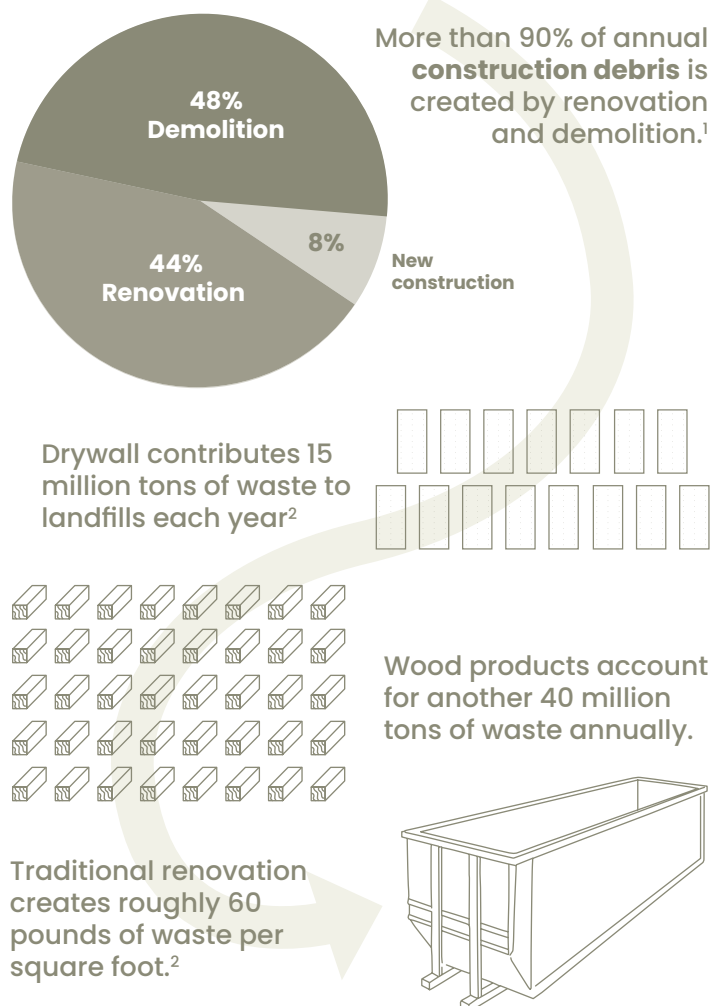 48%
Demolition
44%
Renovation
8%
New
construction
More than 90% of annual
construction debris is
created by renovation
and demolition.¹
Drywall contributes 15
million tons of waste to
landfills each year²
Wood products account
for another 40 million
tons of waste annually.
Traditional renovation
creates roughly 60
pounds of waste per
square foot.²